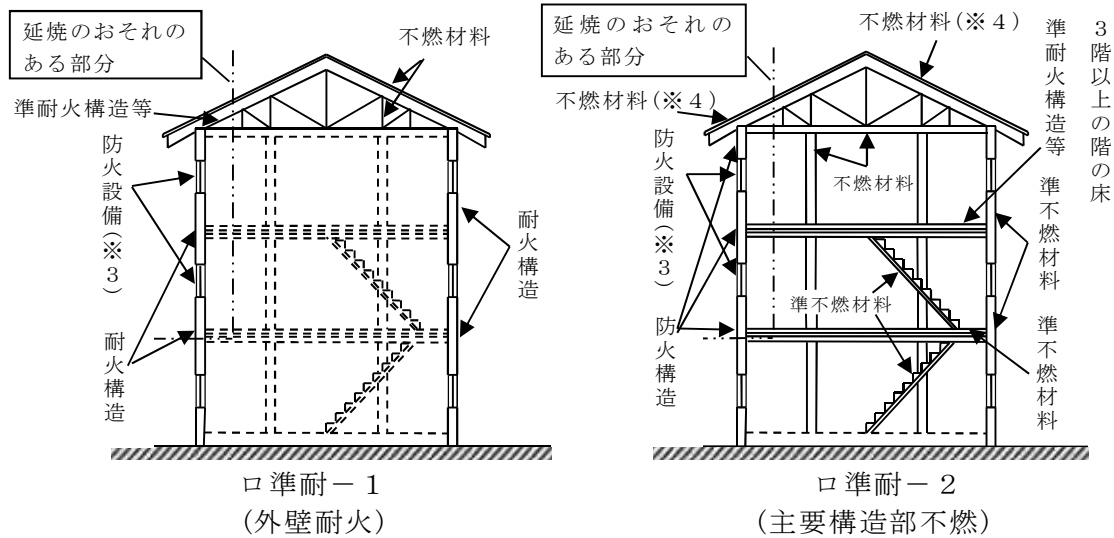 延焼のおそれの
ある部分
不燃材料
準耐火構造等
防火設備(※3)
耐火構造
耐火構造
ロ準耐－1
(外壁耐火)
延焼のおそれの
ある部分
不燃材料(※4)
不燃材料(※4)
準耐火構造等
3階以上の階の床
防火設備(※3)
不燃材料
準不燃材料
準不燃材料
防火構造
準不燃材料
ロ準耐－2
(主要構造部不燃)